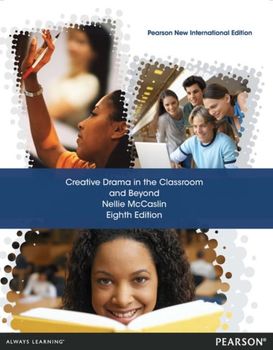 Pearson New International Edition
Creative Drama in the Classroom
and Beyond
Nellie McCaslin
Eighth Edition
ALWAYS LEARNING
PEARSON